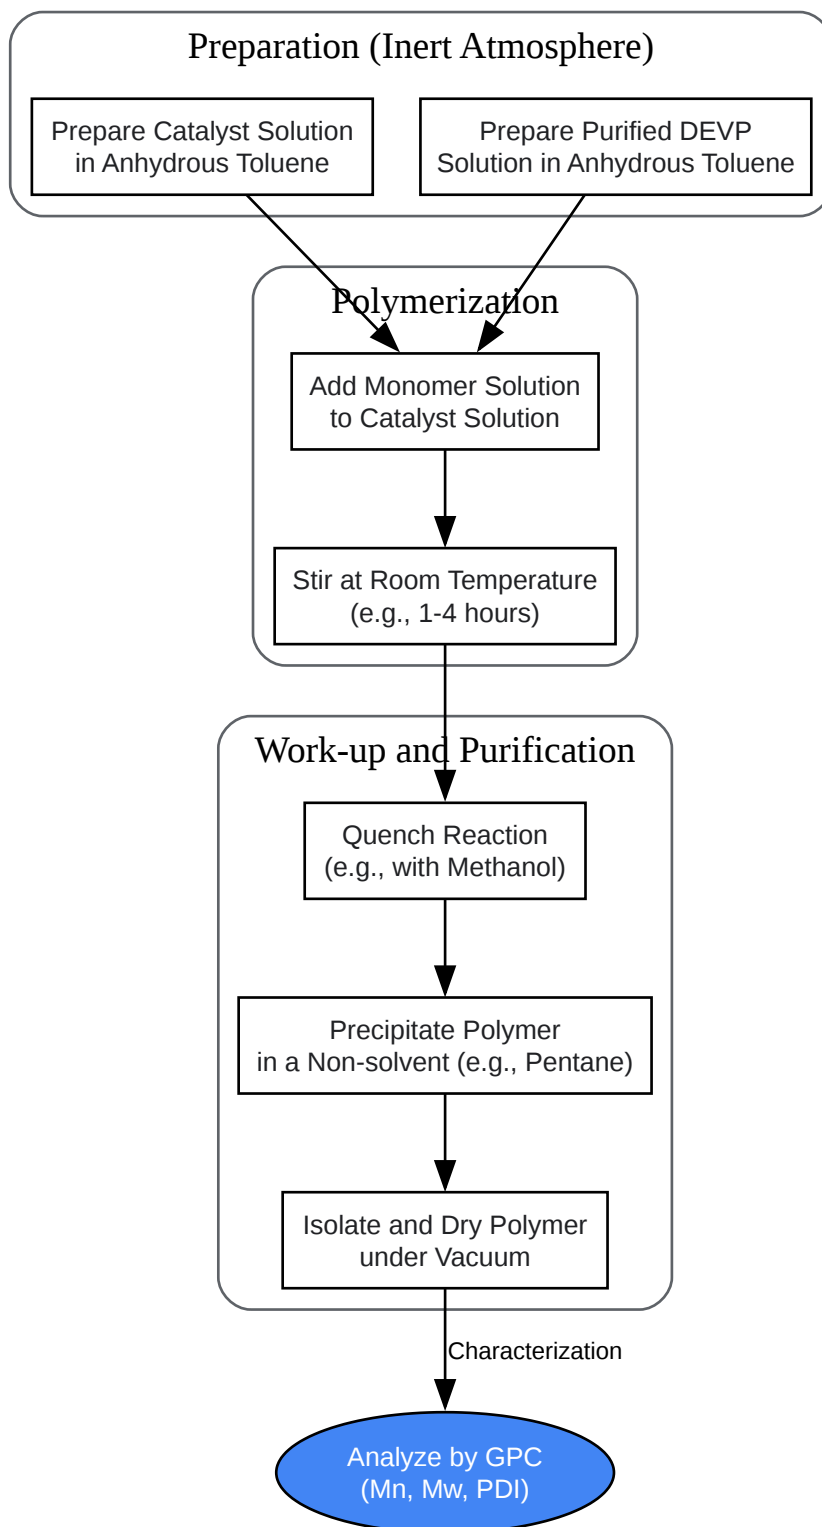 Preparation (Inert Atmosphere)
Prepare Catalyst Solution
in Anhydrous Toluene
Prepare Purified DEVP
Solution in Anhydrous Toluene
Polymerization
Add Monomer Solution
to Catalyst Solution
Stir at Room Temperature
(e.g., 1-4 hours)
Work-up and Purification
Quench Reaction
(e.g., with Methanol)
Precipitate Polymer
in a Non-solvent (e.g., Pentane)
Isolate and Dry Polymer
under Vacuum
Characterization
Analyze by GPC
(Mn, Mw, PDI)